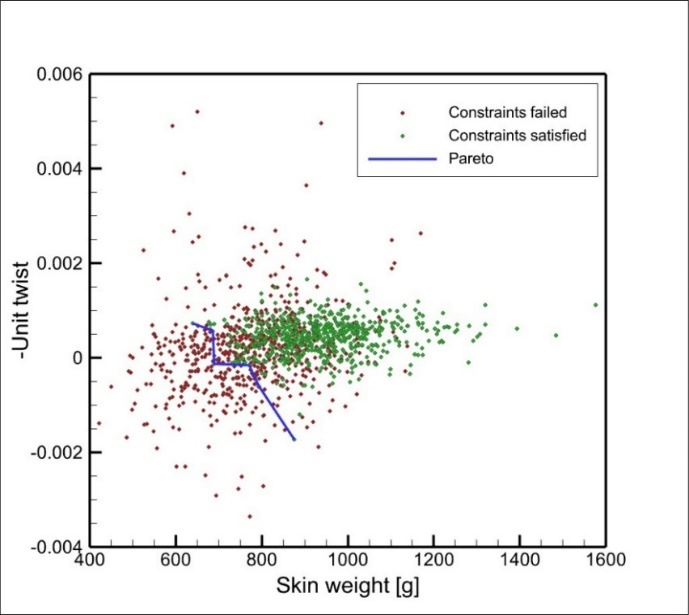 0.006
Constraints failed
Constraints satisfied
Pareto
0.004
0.002
0
-0.002
-0.004
-Unit twist
400 600 800 1000 1200 1400 1600
Skin weight [g]